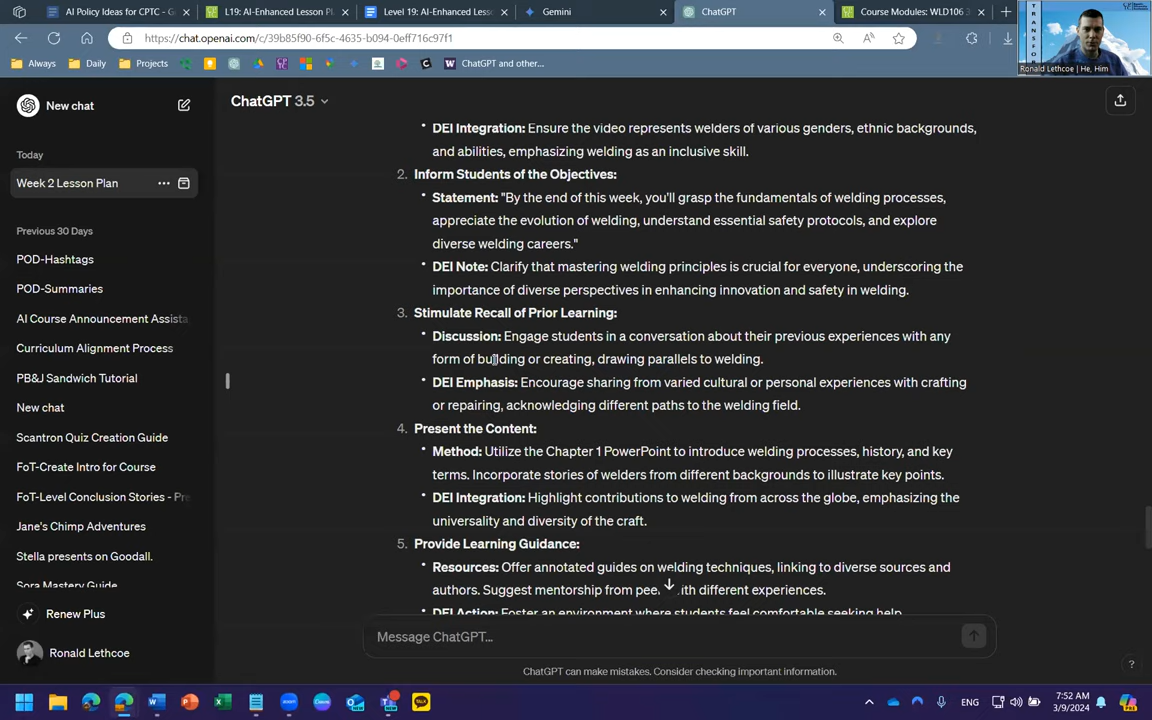 AI Policy Ideas for CPTC - G
L19: AI-Enhanced Lesson Pl
Level 19: AI-Enhanced Less
Gemini
ChatGPT
Course Modules: WLD106
https://chat.openai.com/c/39b85f90-6f5c-4635-b094-0eff716c97f1
TRANSFOR
Ronald Lethcoe | He, Him
Always
Daily
Projects
ChatGPT and other...
New chat
ChatGPT 3.5
Today
Week 2 Lesson Plan
Previous 30 Days
POD-Hashtags
POD-Summaries
AI Course Announcement Assista
Curriculum Alignment Process
PB&J Sandwich Tutorial
New chat
Scantron Quiz Creation Guide
FoT-Create Intro for Course
FoT-Level Conclusion Stories - Pre
Jane's Chimp Adventures
Stella presents on Goodall.
Sora Mastery Guide
Renew Plus
Ronald Lethcoe
• DEI Integration: Ensure the video represents welders of various genders, ethnic backgrounds,
and abilities, emphasizing welding as an inclusive skill.
2. Inform Students of the Objectives:
• Statement: "By the end of this week, you'll grasp the fundamentals of welding processes,
appreciate the evolution of welding, understand essential safety protocols, and explore
diverse welding careers."
• DEI Note: Clarify that mastering welding principles is crucial for everyone, underscoring the
importance of diverse perspectives in enhancing innovation and safety in welding.
3. Stimulate Recall of Prior Learning:
• Discussion: Engage students in a conversation about their previous experiences with any
form of building or creating, drawing parallels to welding.
• DEI Emphasis: Encourage sharing from varied cultural or personal experiences with crafting
or repairing, acknowledging different paths to the welding field.
4. Present the Content:
• Method: Utilize the Chapter 1 PowerPoint to introduce welding processes, history, and key
terms. Incorporate stories of welders from different backgrounds to illustrate key points.
• DEI Integration: Highlight contributions to welding from across the globe, emphasizing the
universality and diversity of the craft.
5. Provide Learning Guidance:
• Resources: Offer annotated guides on welding techniques, linking to diverse sources and
authors. Suggest mentorship from pee ith different experiences.
• DEI Action: Foster an environment where students feel comfortable seeking help
Message ChatGPT...
ChatGPT can make mistakes. Consider checking important information.
?
ENG
7:52 AM
3/9/2024